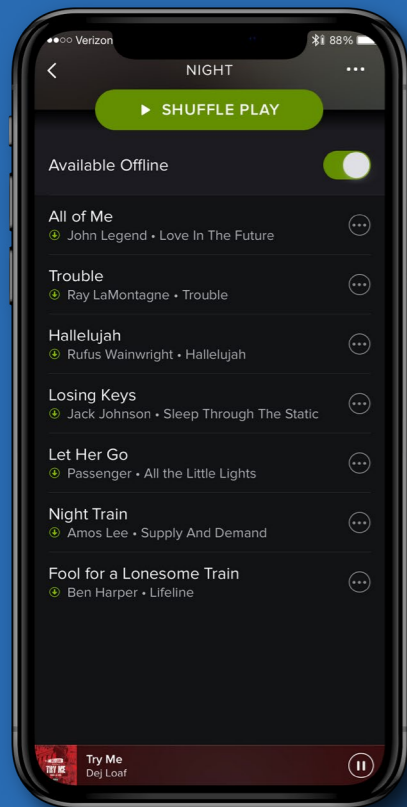 ●●○○ Verizon 88%
NIGHT
SHUFFLE PLAY
Available Offline
All of Me
John Legend • Love In The Future
Trouble
Ray LaMontagne • Trouble
Hallelujah
Rufus Wainwright • Hallelujah
Losing Keys
Jack Johnson • Sleep Through The Static
Let Her Go
Passenger • All the Little Lights
Night Train
Amos Lee • Supply And Demand
Fool for a Lonesome Train
Ben Harper • Lifeline
TRY ME
Try Me
Dej Loaf